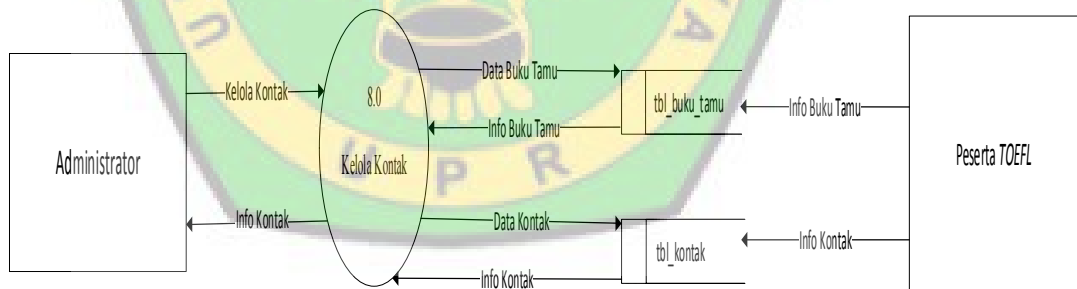 Administrator
Kelola Kontak
Info Kontak
8.0
Kelola Kontak
Data Buku Tamu
Info Buku Tamu
Data Kontak
Info Kontak
tbl_buku_tamu
tbl_kontak
Info Buku Tamu
Info Kontak
Peserta TOEFL
U
U P R
A